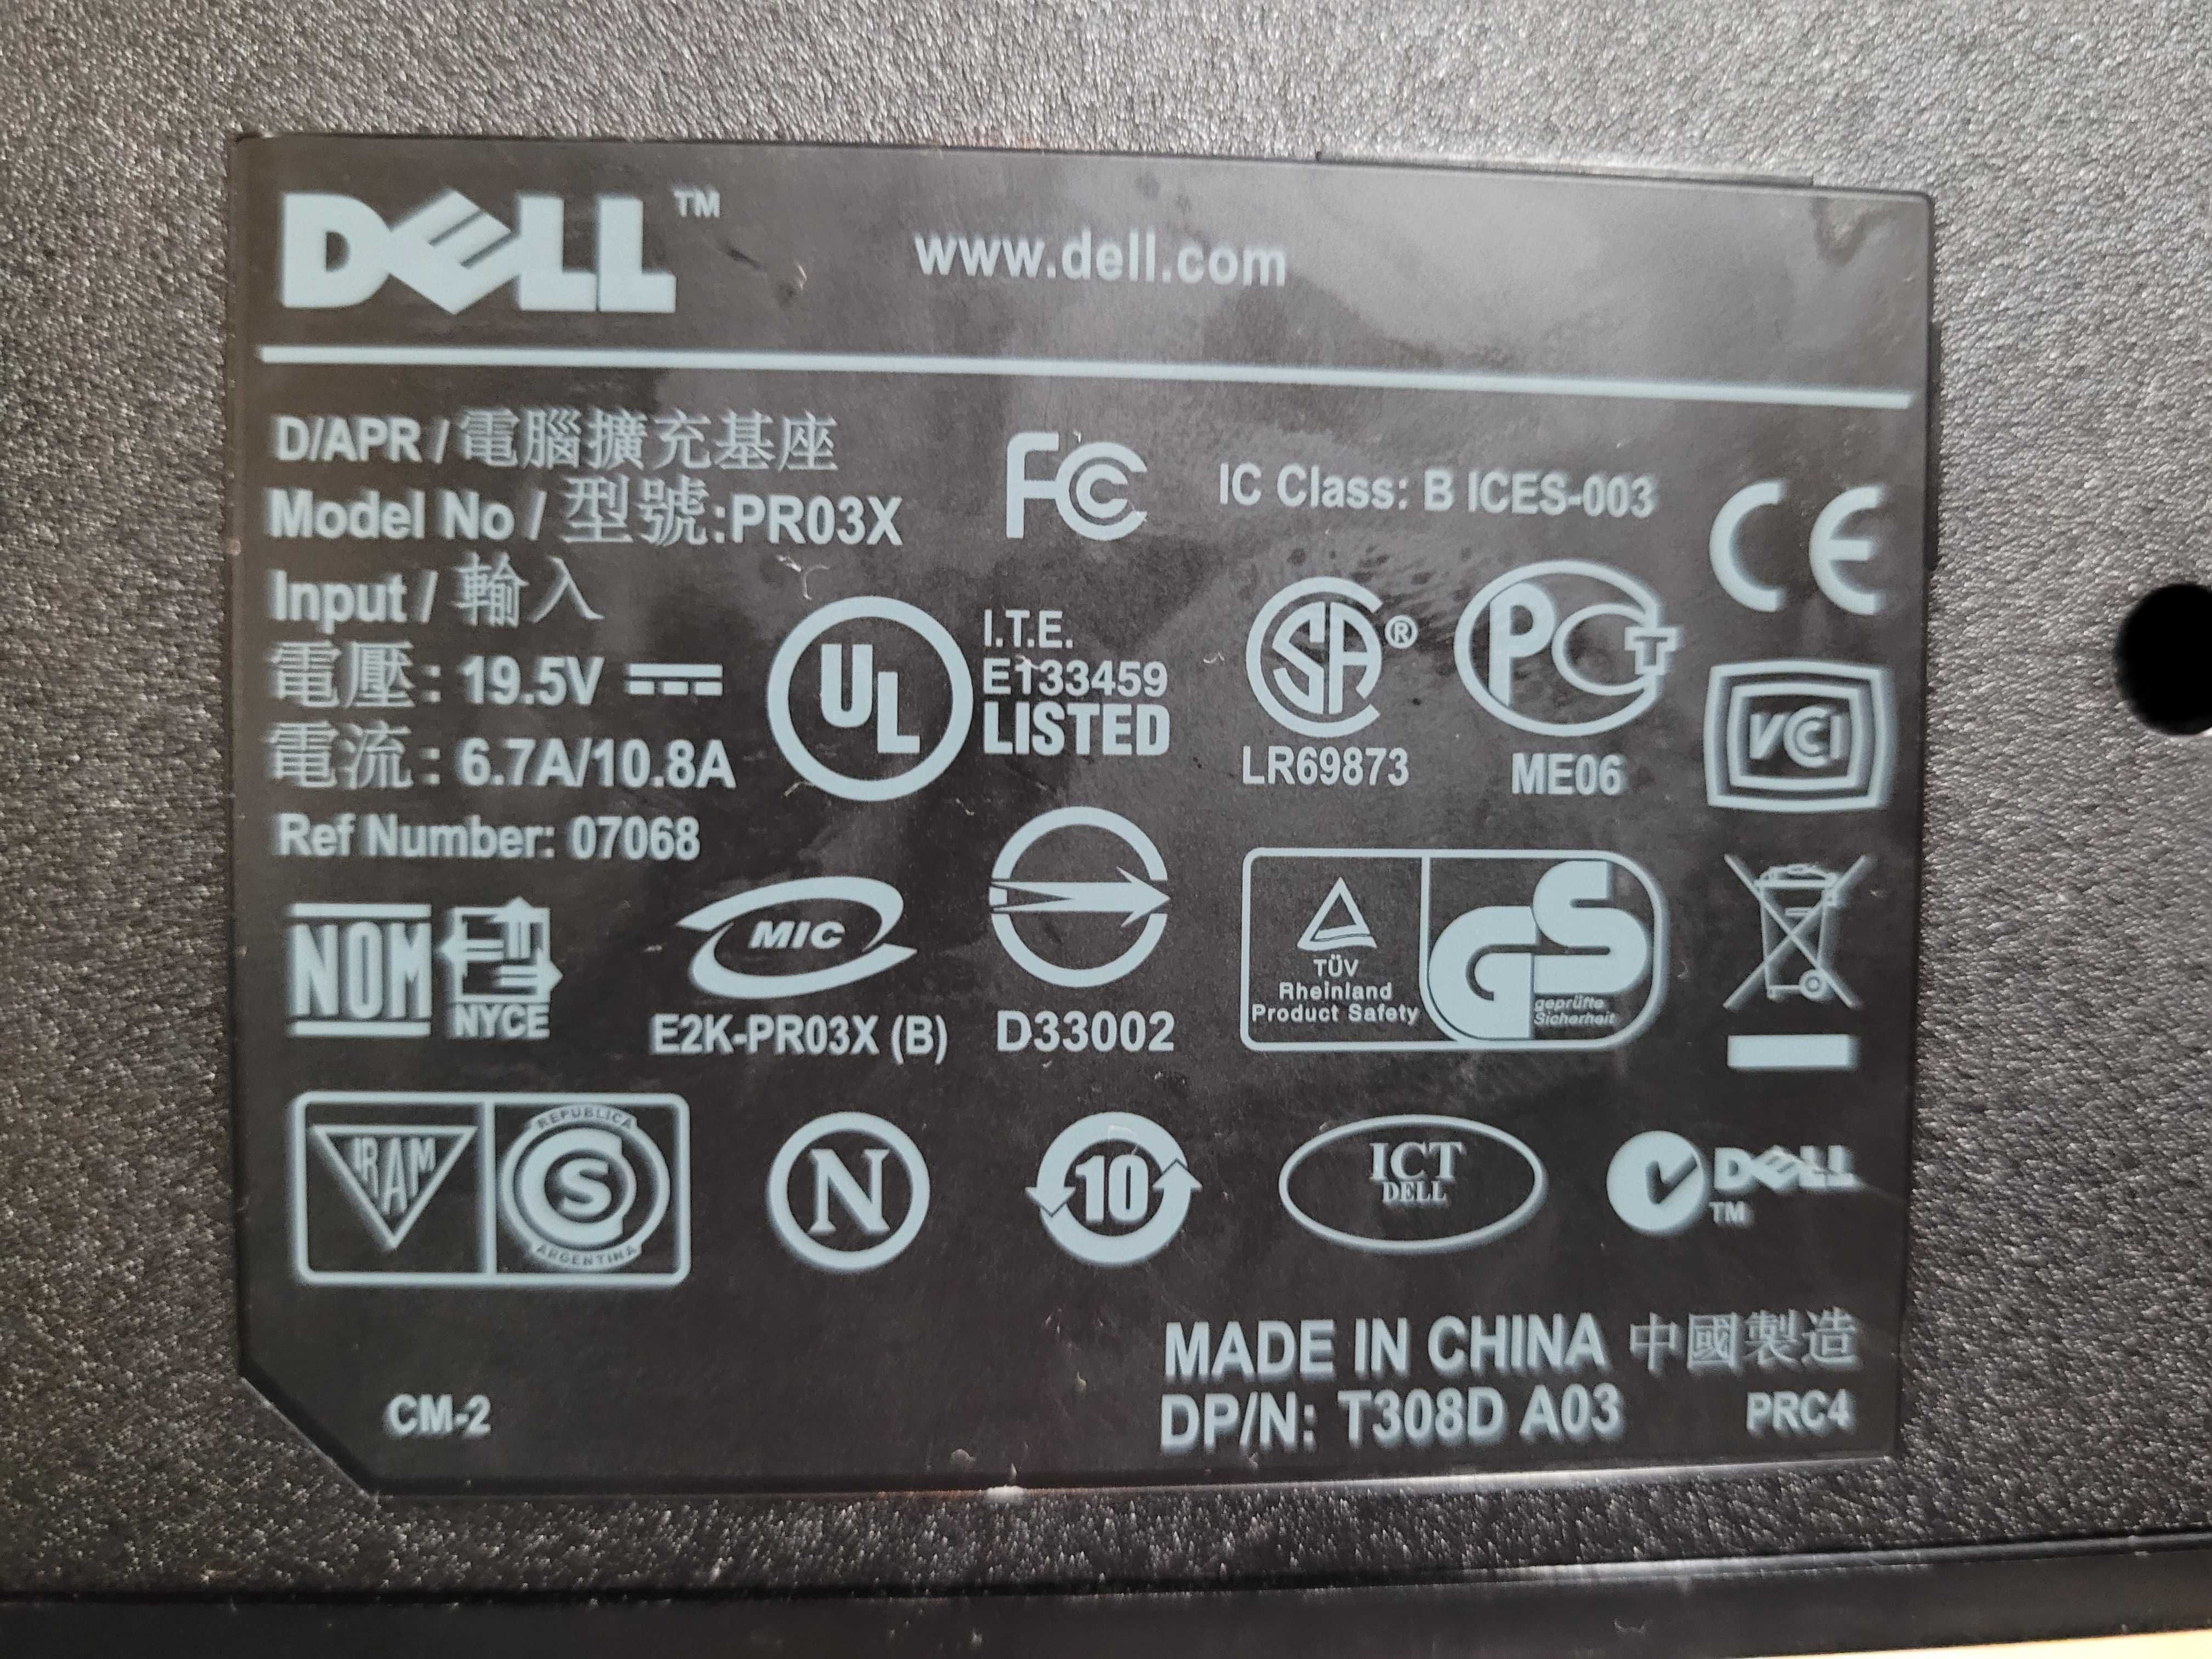 DELL™
www.dell.com
D/APR / 電腦擴充基座
Model No / 型號:PR03X
Input / 輸入
電壓: 19.5V
電流: 6.7A/10.8A
Ref Number: 07068
FC
IC Class: B ICES-003
CE
UL
I.T.E.
E133459
LISTED
SA®
LR69873
PCT
ME06
VCI
NOM
NYCE
MIC
E2K-PR03X (B)
D33002
TÜV
Rheinland
Product Safety
GS
geprüfte
Sicherheit
IRAM
REPUBLICA
S
ARGENTINA
N
10
ICT
DELL
DELL
TM
MADE IN CHINA 中國製造
DP/N: T308D A03
PRC4
CM-2